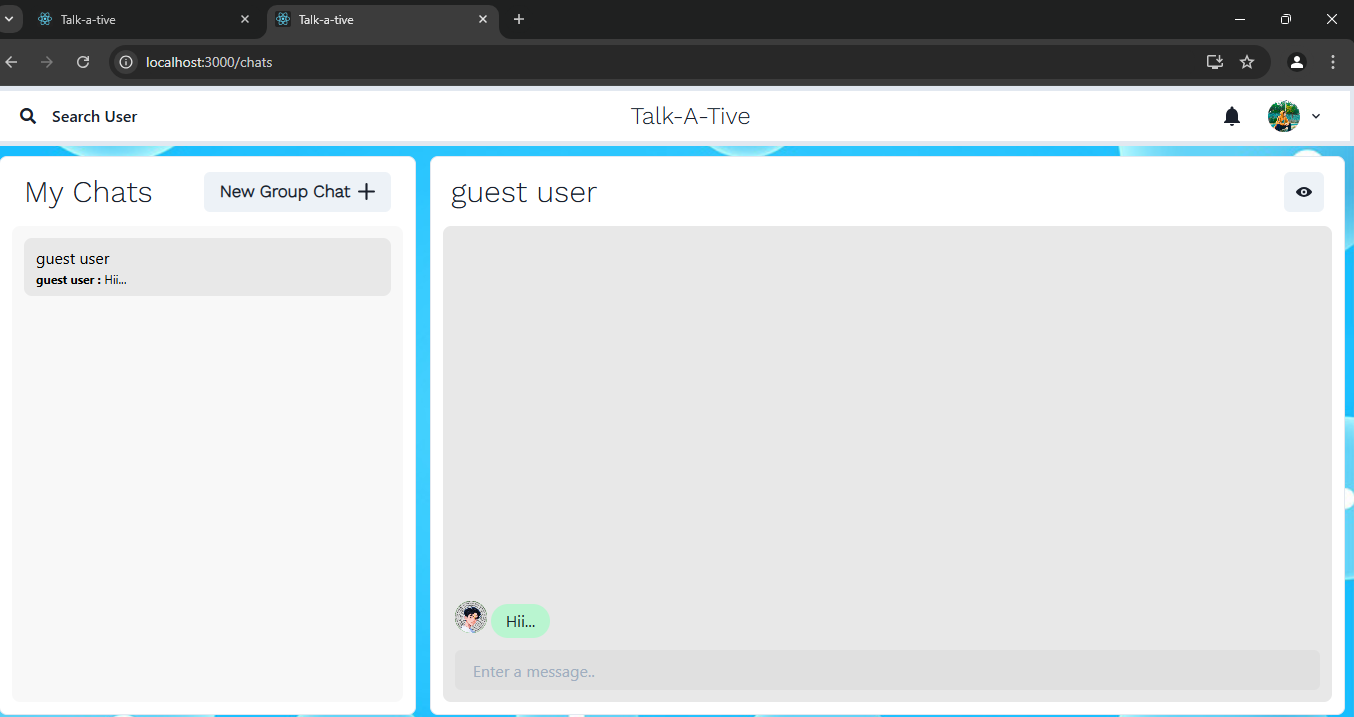 Talk-a-tive
Talk-a-tive
localhost:3000/chats
Search User
Talk-A-Tive
My Chats
New Group Chat +
guest user
guest user : Hii...
guest user
Hii...
Enter a message..